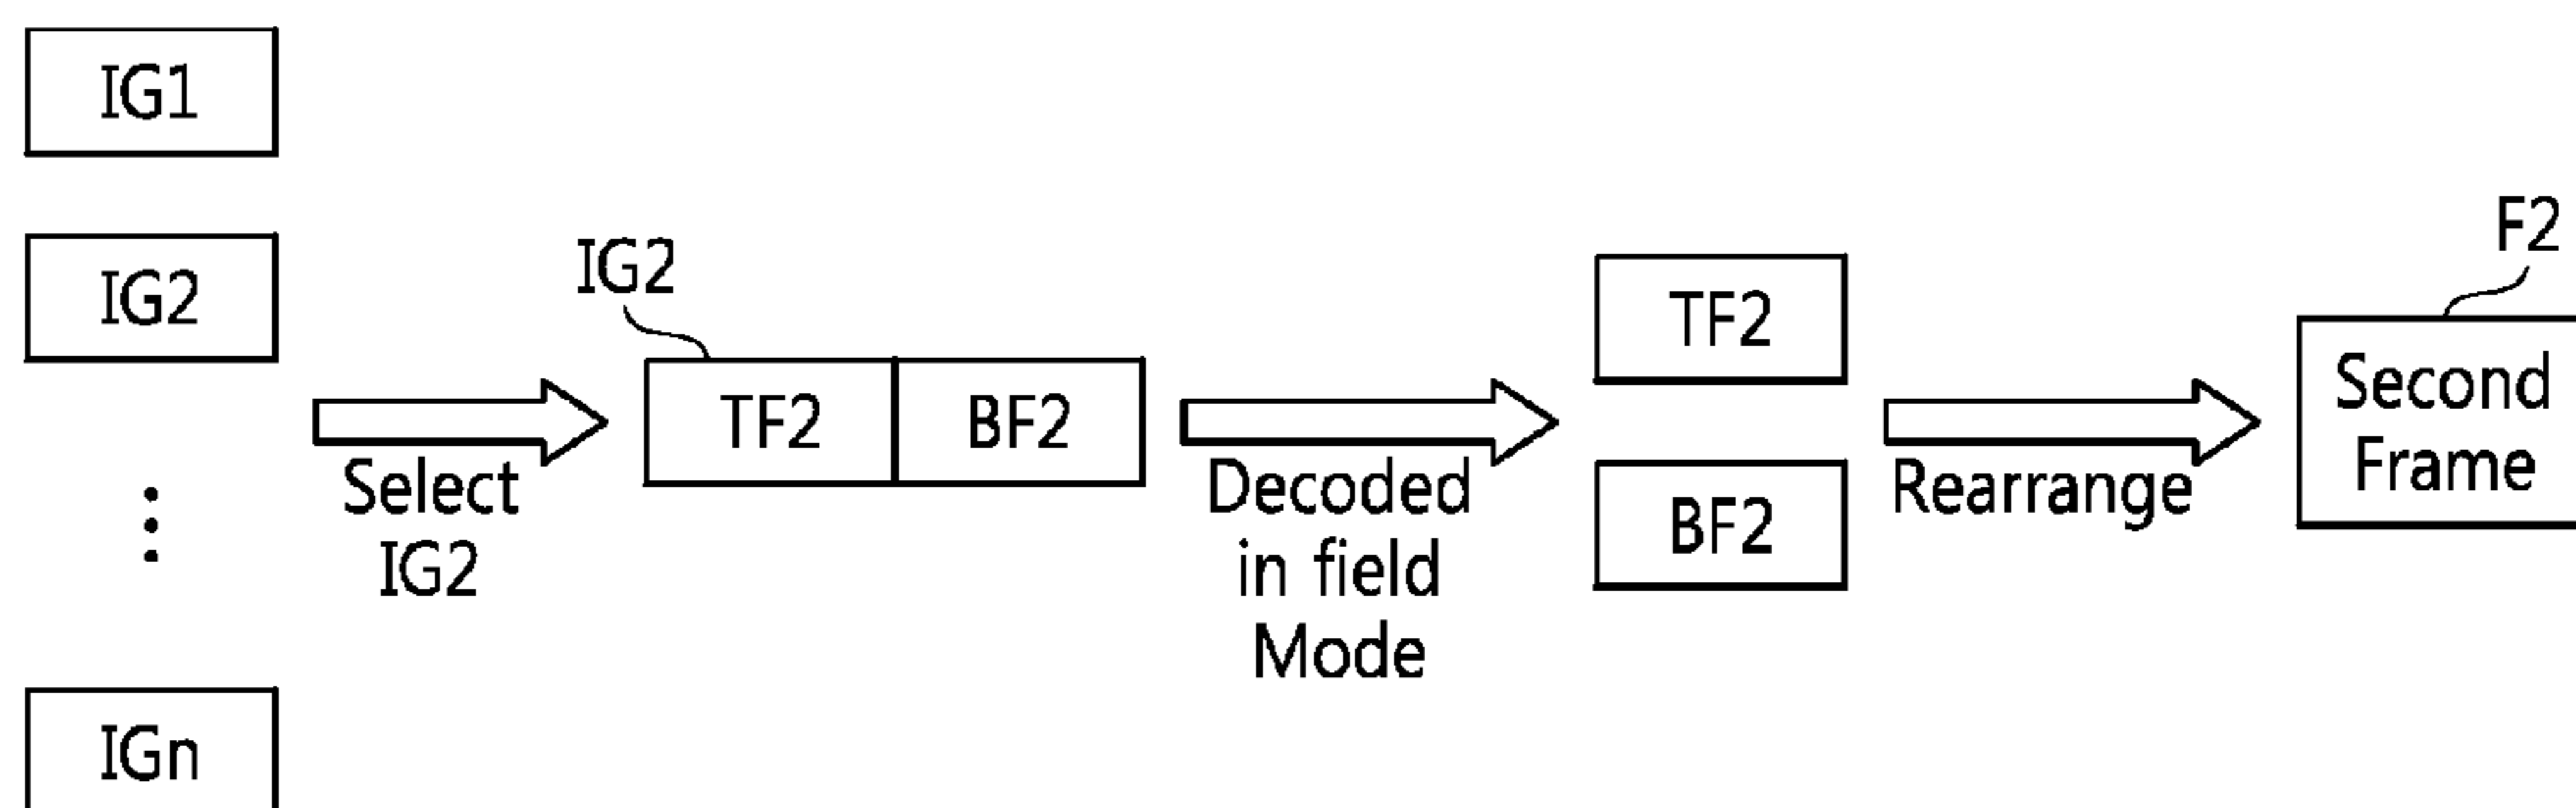 IG1
IG2
IGn
Select
IG2
IG2
TF2
BF2
Decoded
in field
Mode
TF2
BF2
Rearrange
F2
Second
Frame